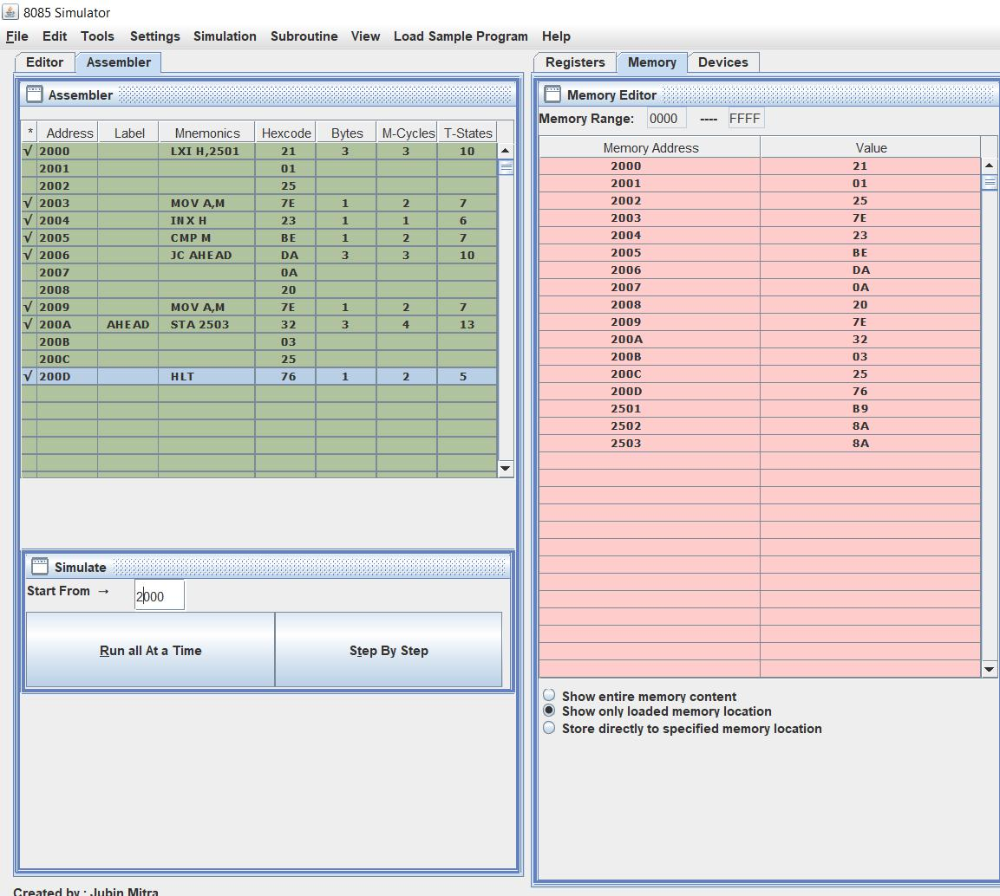 8085 Simulator
File Edit Tools Settings Simulation Subroutine View Load Sample Program Help
Editor Assembler
Assembler
* Address Label Mnemonics Hexcode Bytes M-Cycles T-States
√ 2000 LXI H,2501 21 3 3 10
2001 01
2002 25
√ 2003 MOV A,M 7E 1 2 7
√ 2004 INX H 23 1 1 6
√ 2005 CMP M BE 1 2 7
√ 2006 JC AHEAD DA 3 3 10
2007 0A
2008 20
√ 2009 MOV A,M 7E 1 2 7
√ 200A AHEAD STA 2503 32 3 4 13
200B 03
200C 25
√ 200D HLT 76 1 2 5
Simulate
Start From → 2000
Run all At a Time Step By Step
Created by : Jubin Mitra
Registers Memory Devices
Memory Editor
Memory Range: 0000 ---- FFFF
Memory Address Value
2000 21
2001 01
2002 25
2003 7E
2004 23
2005 BE
2006 DA
2007 0A
2008 20
2009 7E
200A 32
200B 03
200C 25
200D 76
2501 B9
2502 8A
2503 8A
Show entire memory content
Show only loaded memory location
Store directly to specified memory location